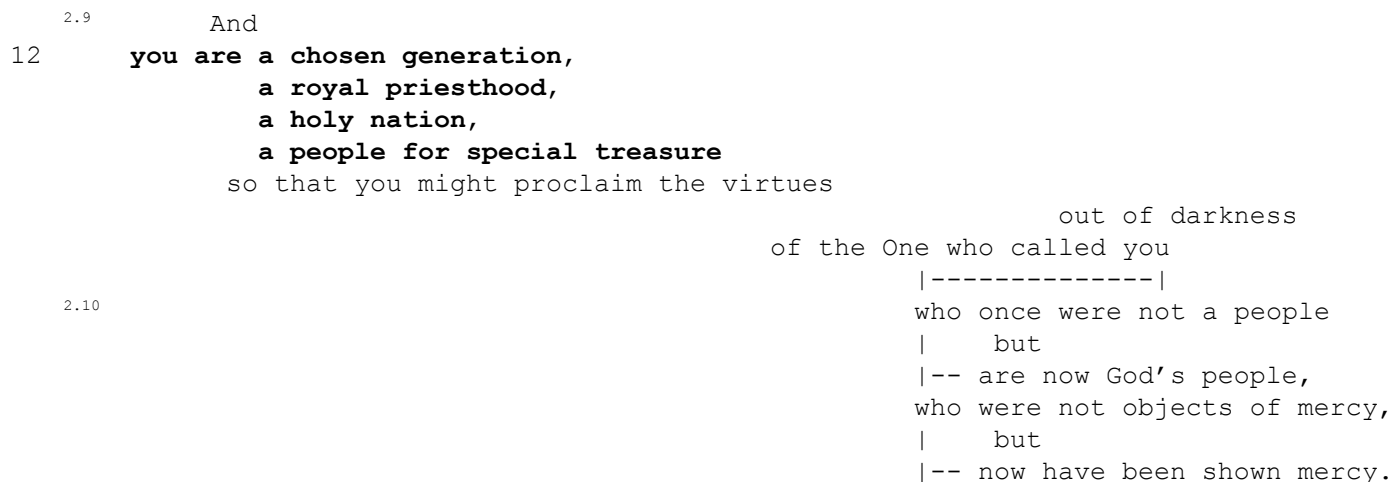 2.9 And
12 you are a chosen generation,
a royal priesthood,
a holy nation,
a people for special treasure
so that you might proclaim the virtues
out of darkness
of the One who called you
|--------------|
2.10 who once were not a people
| but
|-- are now God's people,
who were not objects of mercy,
| but
|-- now have been shown mercy.